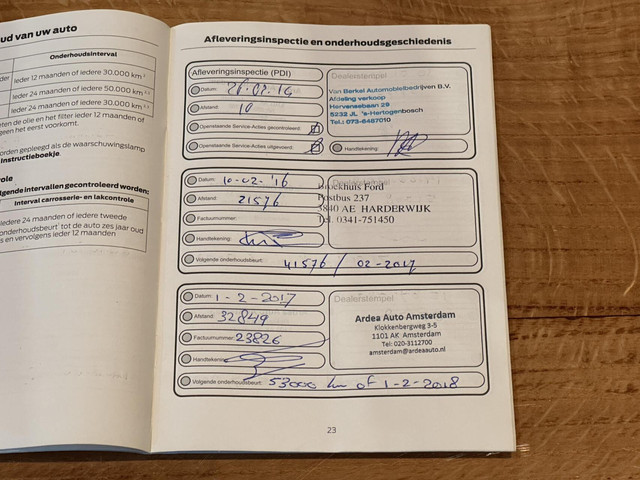 ud van uw auto
Onderhoudsinterval
der
Ieder 12 maanden of iedere 30.000 km
Ieder 24 maanden of iedere 50.000 km
Ieder 24 maanden of iedere 30.000 km
eten de olie en het filter ieder 12 maanden of
geen het eerst voorkomt.
orden gepleegd als de waarschuwingslamp
Instructieboekje.
ole
lgende intervallen gecontroleerd worden:
Interval carrosserie- en lakcontrole
iedere 24 maanden of iedere tweede
onderhoudsbeurt tot de auto zes jaar oud
is en vervolgens ieder 12 maanden
Afleveringsinspectie en onderhoudsgeschiedenis
Afleveringsinspectie (PDI)
Datum:
Afstand: 10
Openstaande Service-Acties gecontroleerd:
Openstaande Service-Acties uitgevoerd:
Dealerstempel
Van Berkel Automobielbedrijven B.V.
Afdeling verkoop
Hervensebaan 29
5232 JL 's-Hertogenbosch
Tel.: 073-6487010
Handtekening:
Datum: 10-02-'16
Afstand: 21576
Factuurnummer:
Handtekening:
Broekhuis Ford
Postbus 237
3840 AE HARDERWIJK
Tel. 0341-751450
Volgende onderhoudsbeurt: 41576 / 02-2017
Datum: 1-2-2017
Afstand: 32849
Factuurnummer: 23826
Handtekening:
Dealerstempel
Ardea Auto Amsterdam
Klokkenbergweg 3-5
1101 AK Amsterdam
Tel: 020-3112700
amsterdam@ardeaauto.nl
Volgende onderhoudsbeurt: 53000 km of 1-2-2018
23